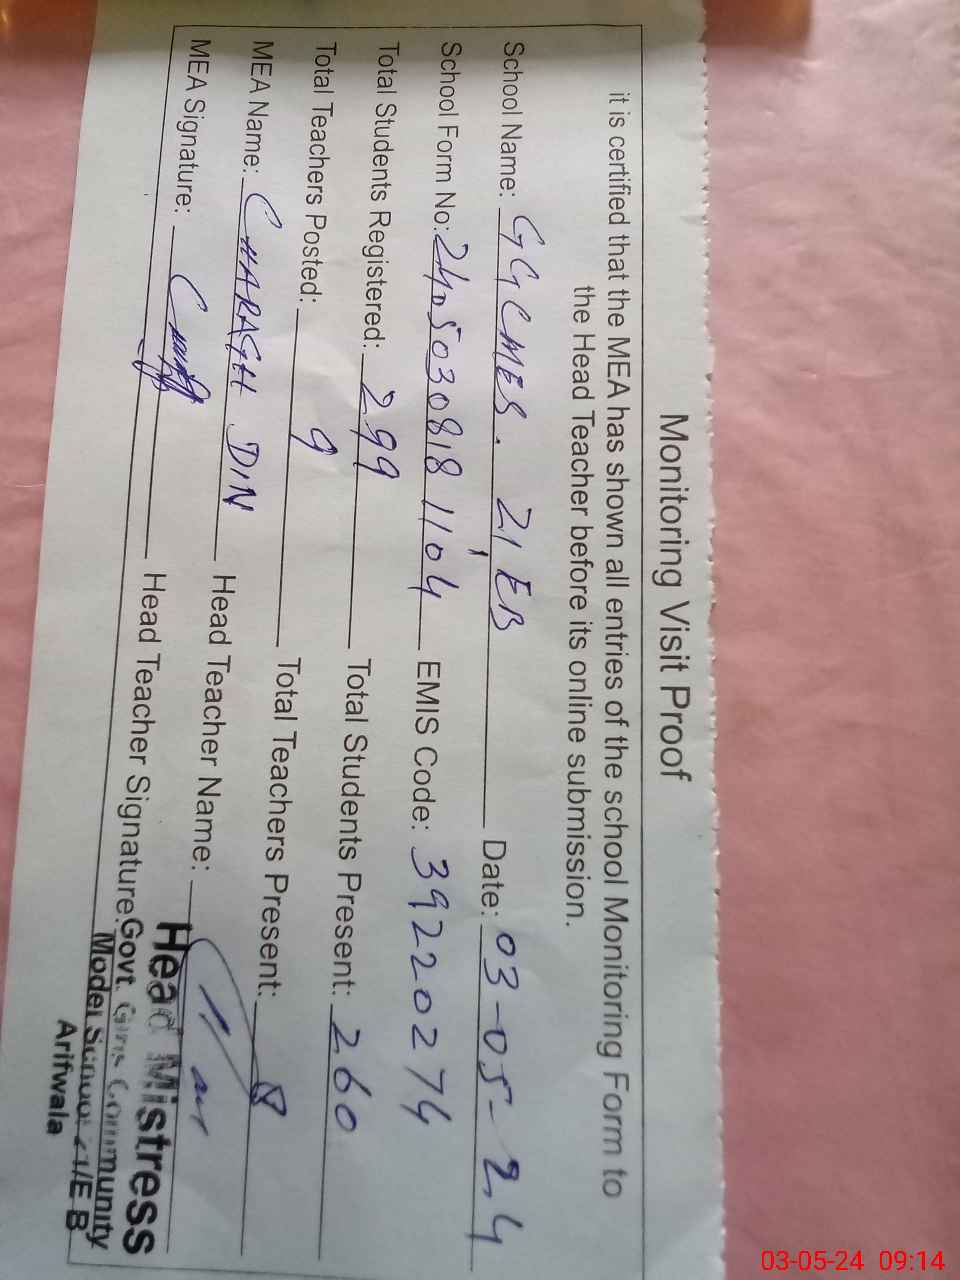 Monitoring Visit Proof
it is certified that the MEA has shown all entries of the school Monitoring Form to
the Head Teacher before its online submission.
School Name: GGCMES. 21 EB Date: 03-05-24
School Form No: 2405030818 1104 EMIS Code: 39220274
Total Students Registered: 299 Total Students Present: 260
Total Teachers Posted: 9 Total Teachers Present: 8
MEA Name: CHARAGH DIN Head Teacher Name:
MEA Signature: Head Teacher Signature:
Head Mistress
Govt. Girls Community
Model School 21/E B
Arifwala
03-05-24 09:14